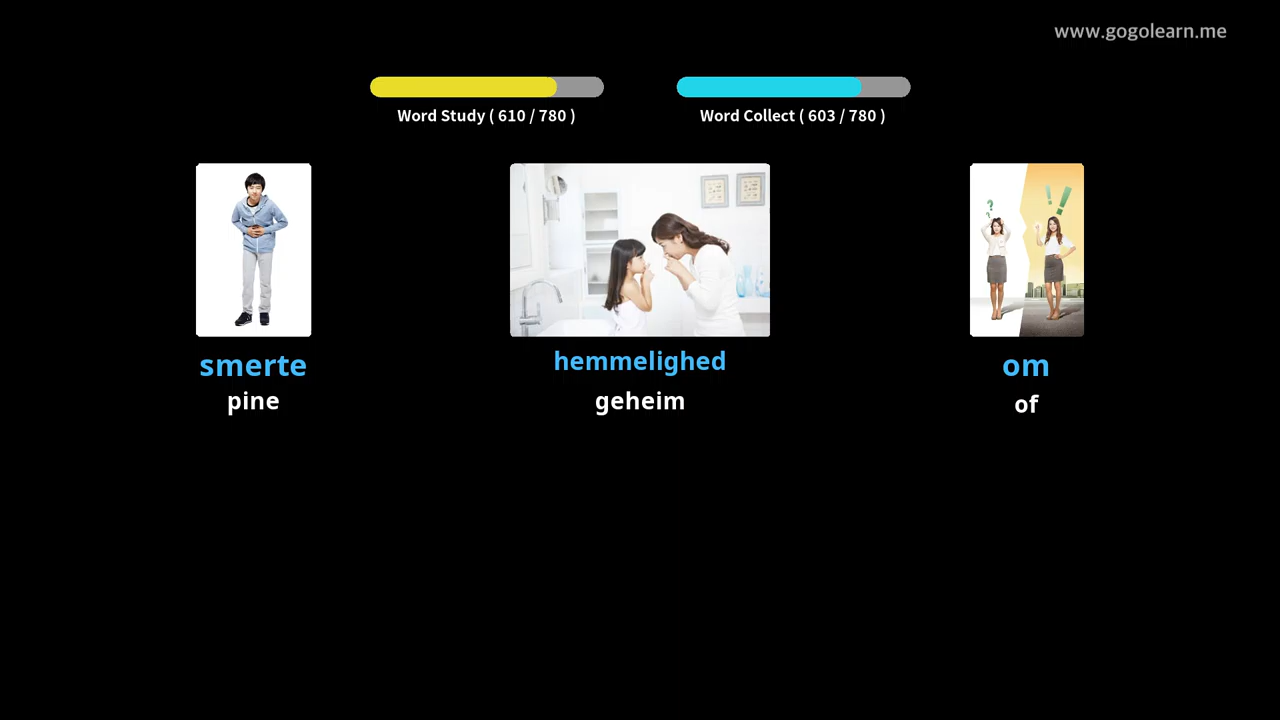 www.gogolearn.me
Word Study ( 610 / 780 )
Word Collect ( 603 / 780 )
smerte
pine
hemmelighed
geheim
om
of